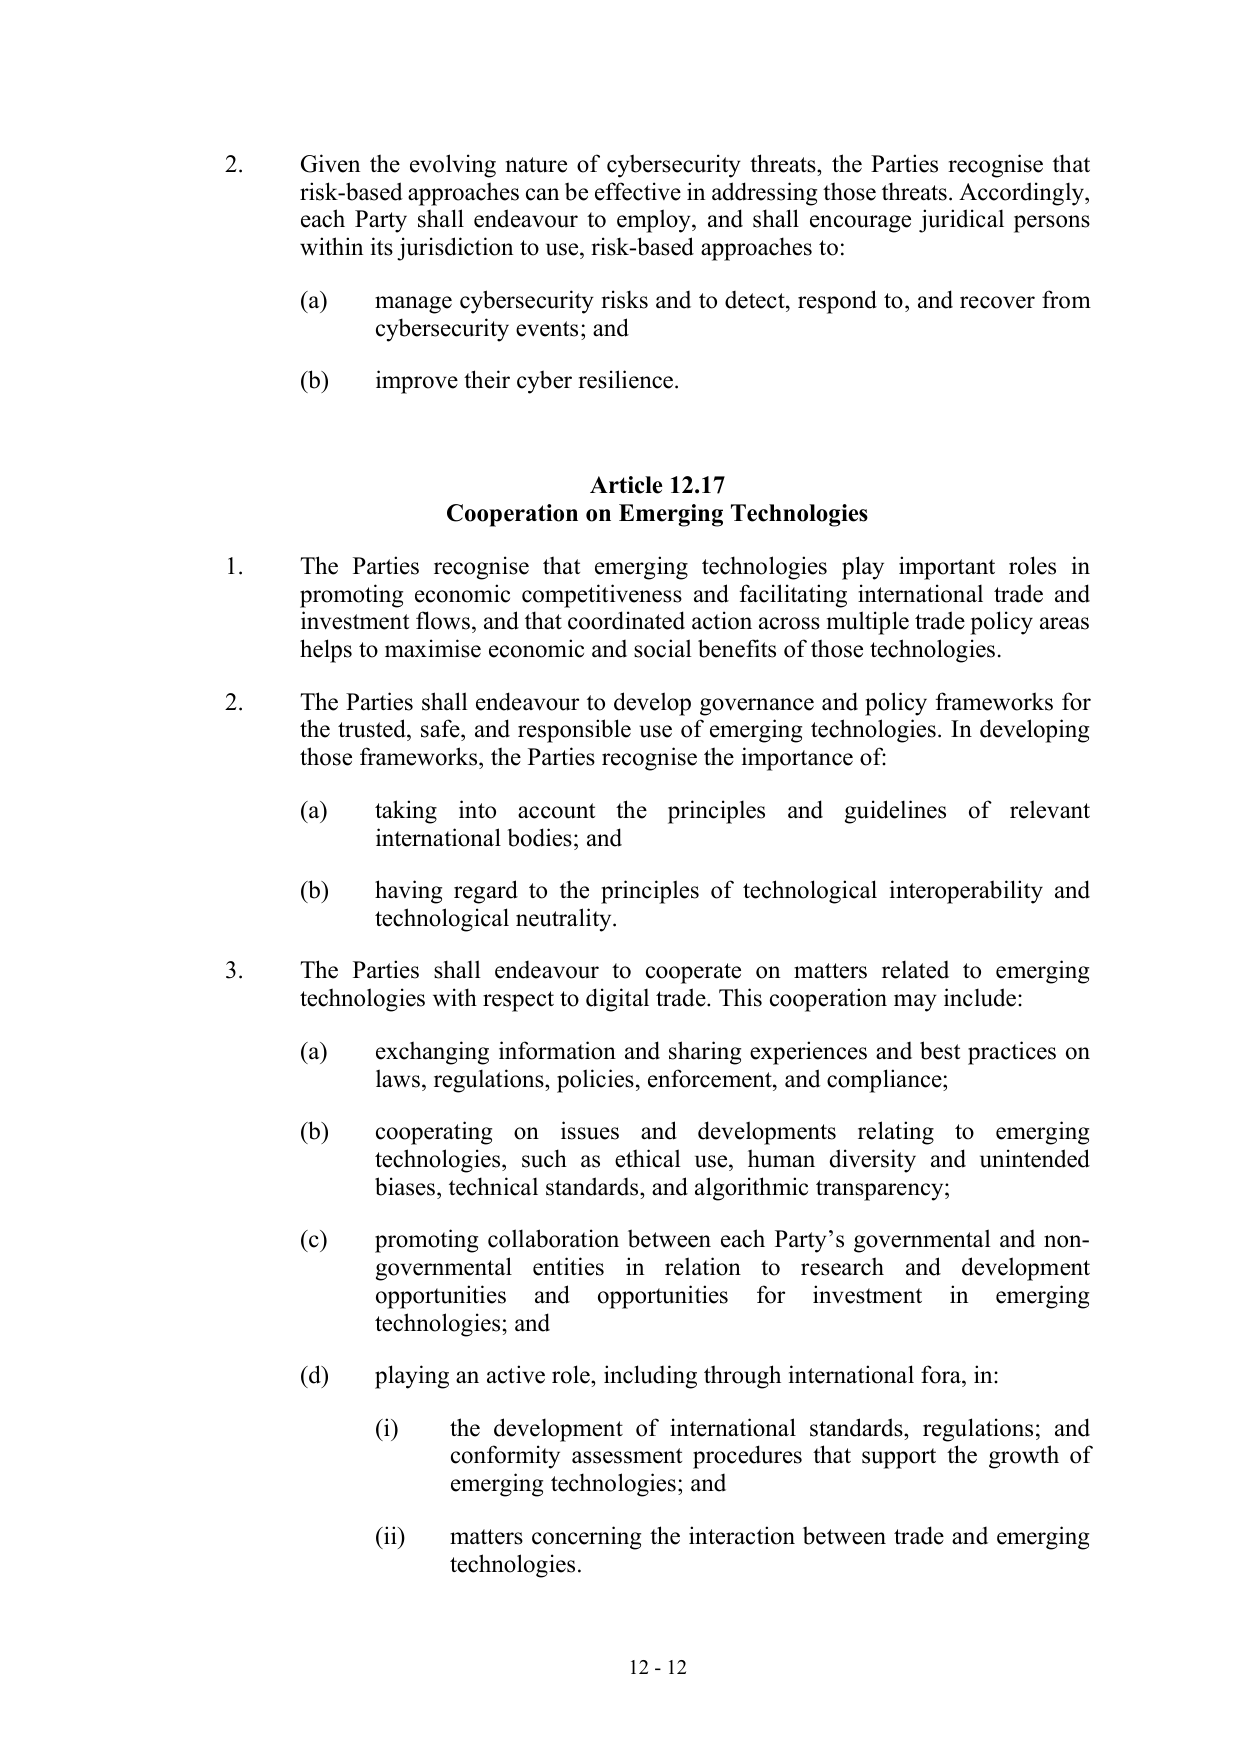 2. Given the evolving nature of cybersecurity threats, the Parties recognise that
risk-based approaches can be effective in addressing those threats. Accordingly,
each Party shall endeavour to employ, and shall encourage juridical persons
within its jurisdiction to use, risk-based approaches to:
(a) manage cybersecurity risks and to detect, respond to, and recover from
cybersecurity events; and
(b) improve their cyber resilience.
Article 12.17
Cooperation on Emerging Technologies
1. The Parties recognise that emerging technologies play important roles in
promoting economic competitiveness and facilitating international trade and
investment flows, and that coordinated action across multiple trade policy areas
helps to maximise economic and social benefits of those technologies.
2. The Parties shall endeavour to develop governance and policy frameworks for
the trusted, safe, and responsible use of emerging technologies. In developing
those frameworks, the Parties recognise the importance of:
(a) taking into account the principles and guidelines of relevant
international bodies; and
(b) having regard to the principles of technological interoperability and
technological neutrality.
3. The Parties shall endeavour to cooperate on matters related to emerging
technologies with respect to digital trade. This cooperation may include:
(a) exchanging information and sharing experiences and best practices on
laws, regulations, policies, enforcement, and compliance;
(b) cooperating on issues and developments relating to emerging
technologies, such as ethical use, human diversity and unintended
biases, technical standards, and algorithmic transparency;
(c) promoting collaboration between each Party’s governmental and non-
governmental entities in relation to research and development
opportunities and opportunities for investment in emerging
technologies; and
(d) playing an active role, including through international fora, in:
(i) the development of international standards, regulations; and
conformity assessment procedures that support the growth of
emerging technologies; and
(ii) matters concerning the interaction between trade and emerging
technologies.
12 - 12